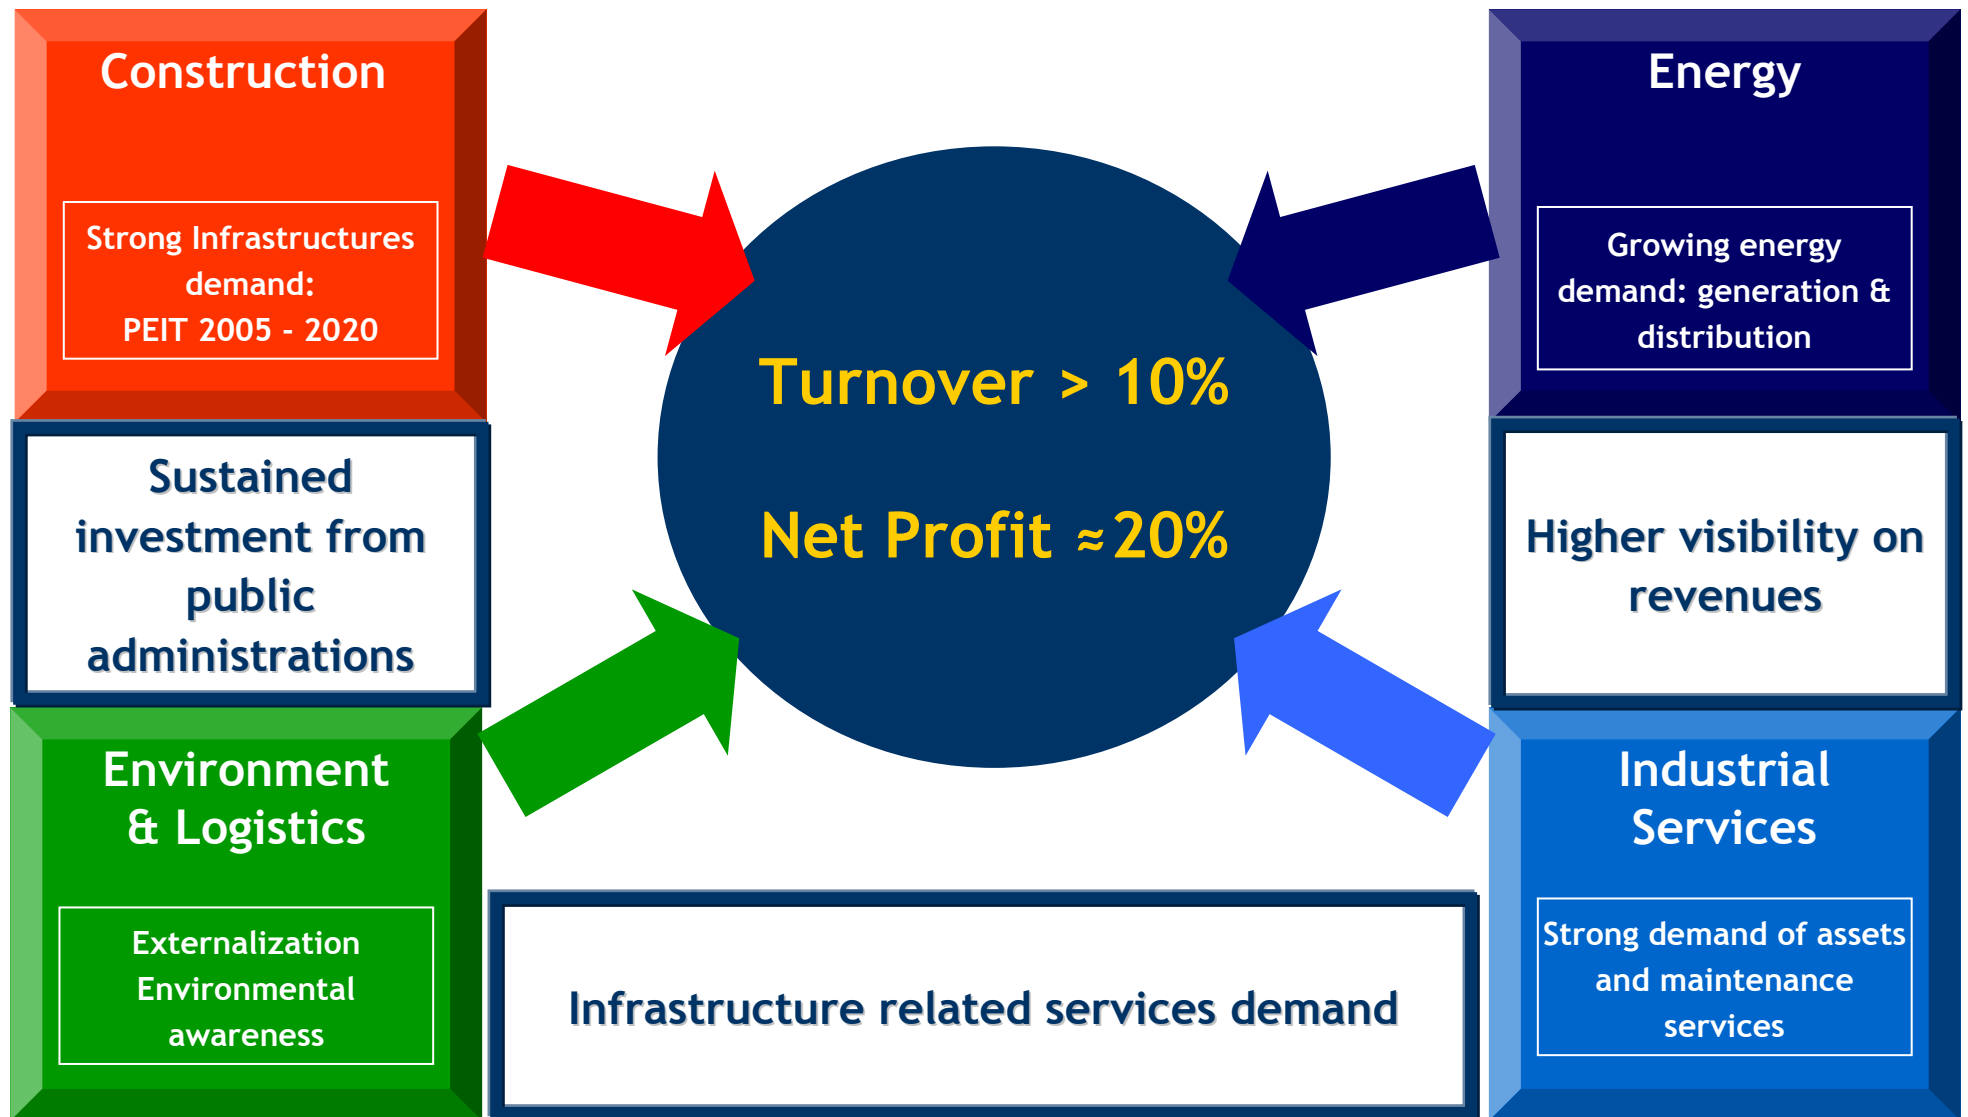 Construction
Strong Infrastructures
demand:
PEIT 2005 - 2020
Energy
Growing energy
demand: generation &
distribution
Turnover > 10%
Net Profit ≈20%
Sustained
investment from
public
administrations
Higher visibility on
revenues
Environment
& Logistics
Externalization
Environmental
awareness
Industrial
Services
Strong demand of assets
and maintenance
services
Infrastructure related services demand